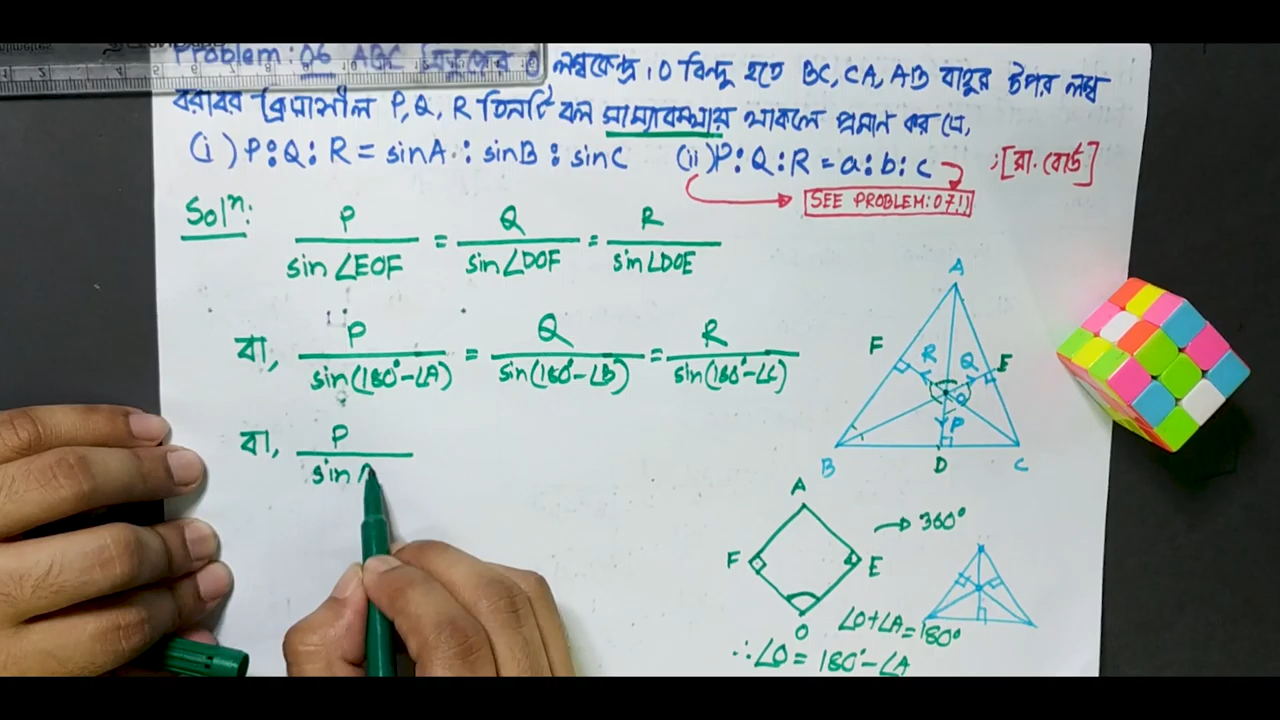 Problem: 06 ABC ত্রিভুজের O লম্বকেন্দ্র। O বিন্দু হতে BC, CA, AB বাহুর উপর লম্ব
বরাবর ক্রিয়াশীল P, Q, R তিনটি বল সাম্যাবস্থায় থাকলে প্রমান কর যে,
(i) P:Q:R = sinA : sinB : sinC (ii) P:Q:R = a:b:c ;[রা. বোর্ড]
SEE PROBLEM:07!!
Solⁿ:
P/sin∠EOF = Q/sin∠DOF = R/sin∠DOE
বা, P/sin(180°-∠A) = Q/sin(180°-∠B) = R/sin(180°-∠C)
বা, P/sin A
A
F
R
Q
E
O
P
B
D
C
A
F
E
O
→ 360°
∠O+∠A=180°
∴∠O = 180°-∠A